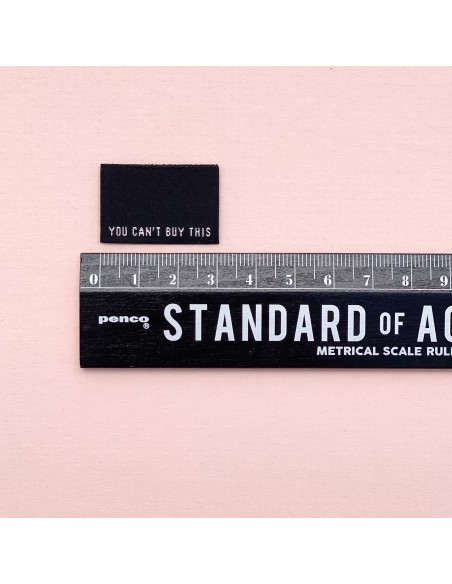 YOU CAN'T BUY THIS
0 1 2 3 4 5 6 7 8 9
penco® STANDARD OF AC
METRICAL SCALE RUL